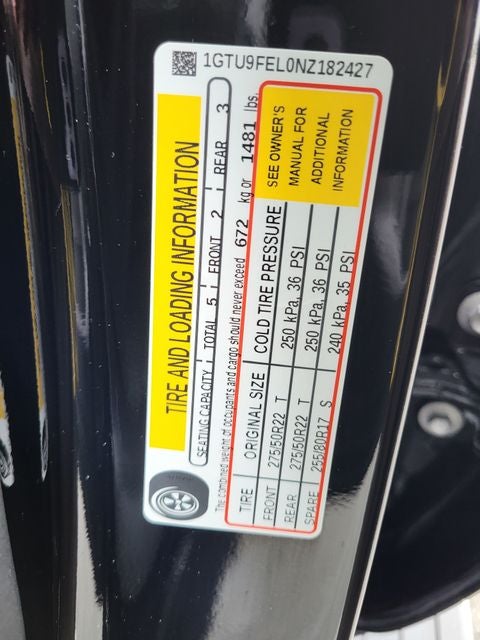 1GTU9FEL0NZ182427
TIRE AND LOADING INFORMATION
SEATING CAPACITY TOTAL 5 FRONT 2 REAR 3
The combined weight of occupants and cargo should never exceed 672 kg or 1481 lbs.
TIRE ORIGINAL SIZE COLD TIRE PRESSURE
FRONT 275/50R22 T 250 kPa, 36 PSI
REAR 275/50R22 T 250 kPa, 36 PSI
SPARE 255/80R17 S 240 kPa, 35 PSI
SEE OWNER'S
MANUAL FOR
ADDITIONAL
INFORMATION